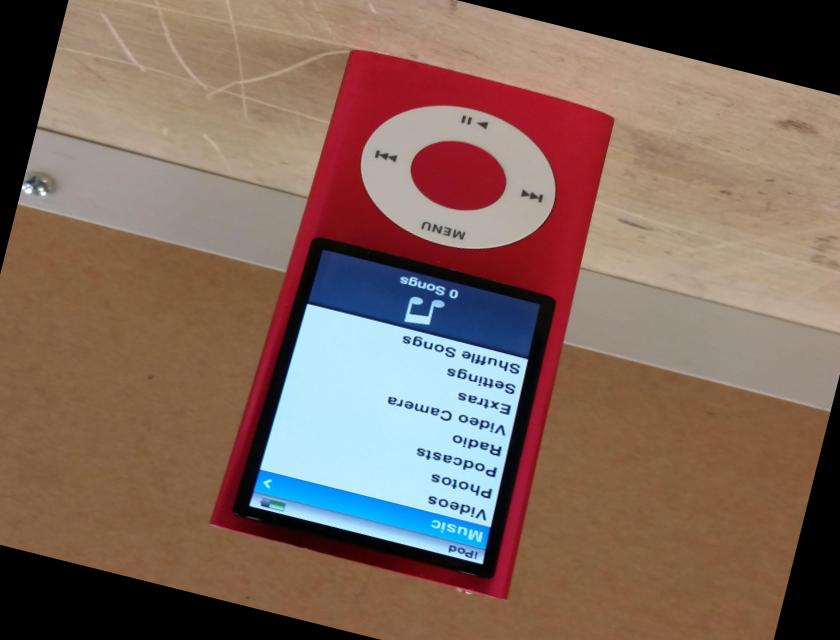 iPod
Music
Videos
Photos
Podcasts
Radio
Video Camera
Extras
Settings
Shuffle Songs
0 Songs
MENU